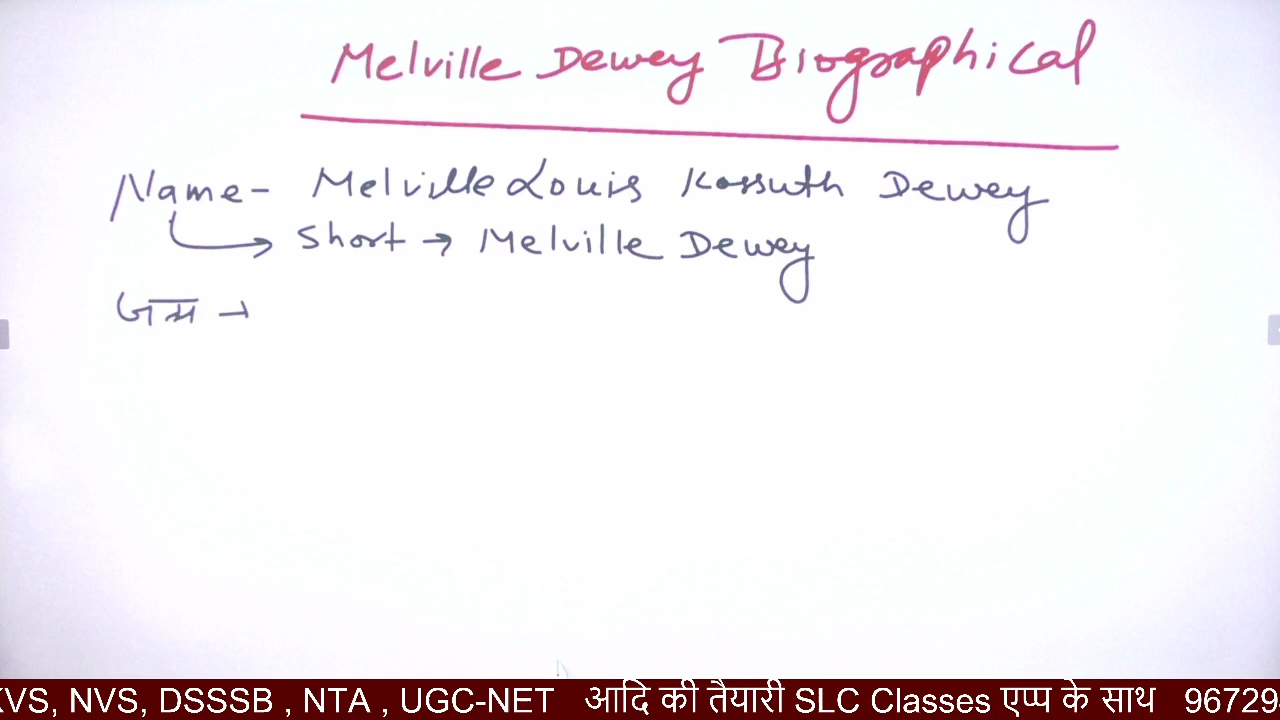 Melville Dewey Biographical
Name - Melville Louis Kossuth Dewey
Short → Melville Dewey
जन्म →
KVS, NVS, DSSSB , NTA , UGC-NET आदि की तैयारी SLC Classes एप्प के साथ 96729